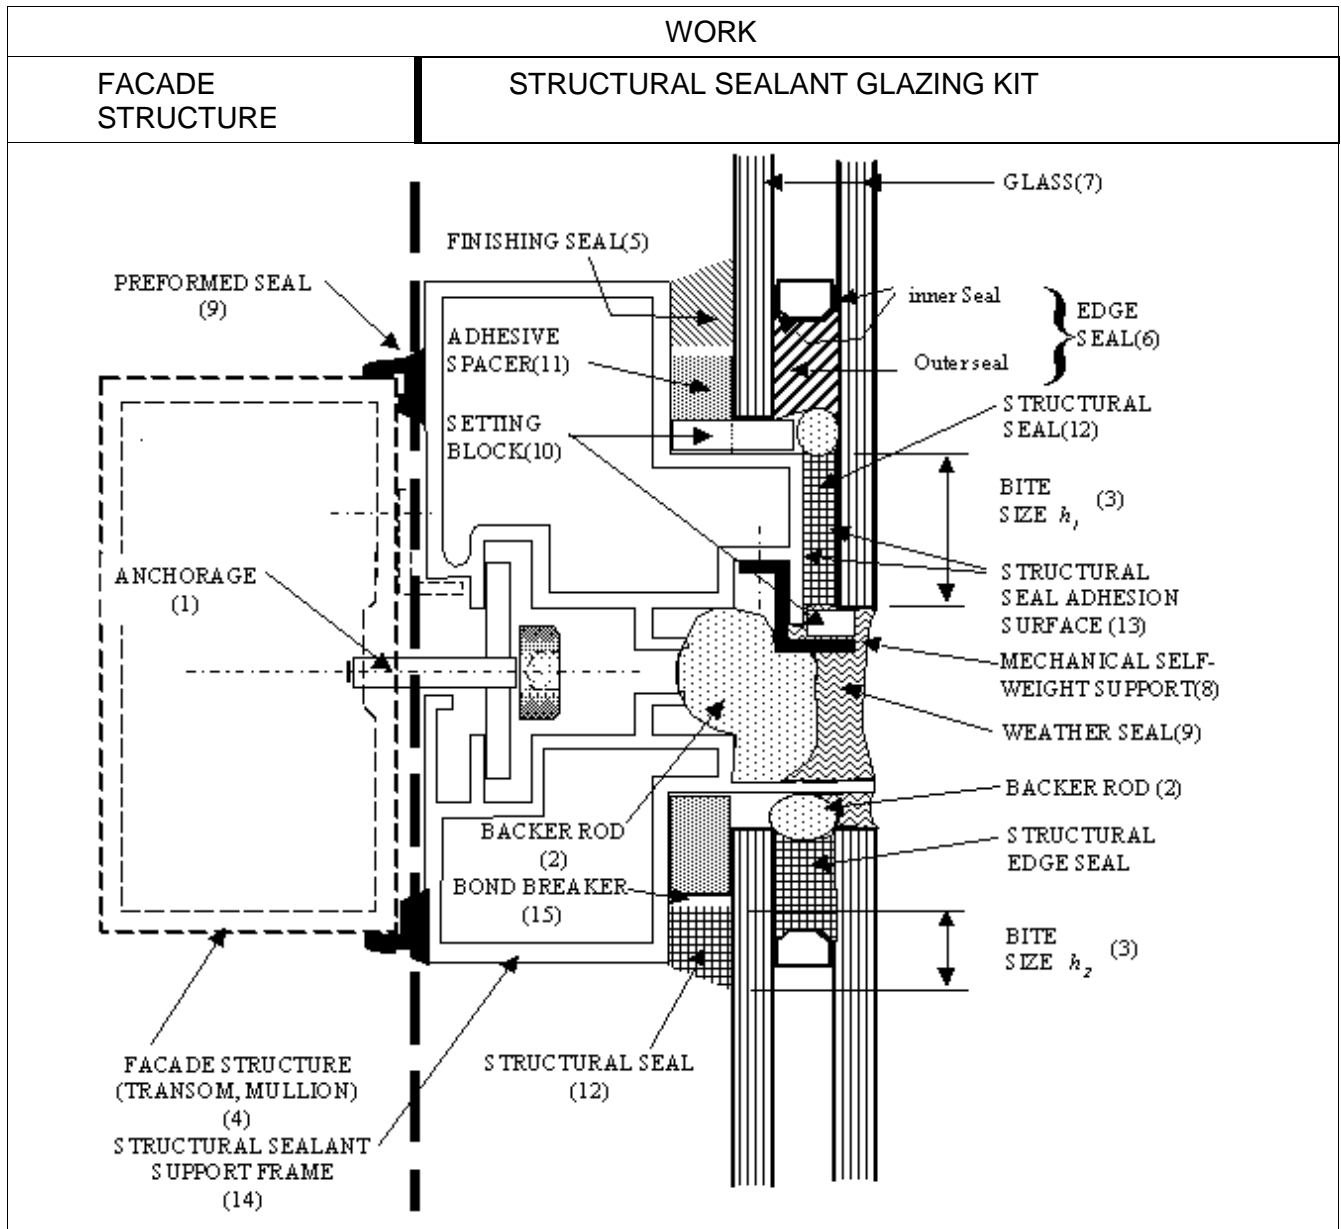 WORK
FACADE
STRUCTURE
STRUCTURAL SEALANT GLAZING KIT
GLASS(7)
FINISHING SEAL(5)
PREFORMED SEAL
(9)
inner Seal
EDGE
SEAL(6)
ADHESIVE
SPACER(11)
Outer seal
SETTING
BLOCK(10)
STRUCTURAL
SEAL(12)
BITE
SIZE h1 (3)
ANCHORAGE
(1)
STRUCTURAL
SEAL ADHESION
SURFACE (13)
MECHANICAL SELF-
WEIGHT SUPPORT(8)
WEATHER SEAL(9)
BACKER ROD (2)
BACKER ROD
(2)
STRUCTURAL
EDGE SEAL
BOND BREAKER
(15)
BITE
SIZE h2 (3)
FACADE STRUCTURE
(TRANSOM, MULLION)
(4)
STRUCTURAL SEAL
(12)
STRUCTURAL SEALANT
SUPPORT FRAME
(14)